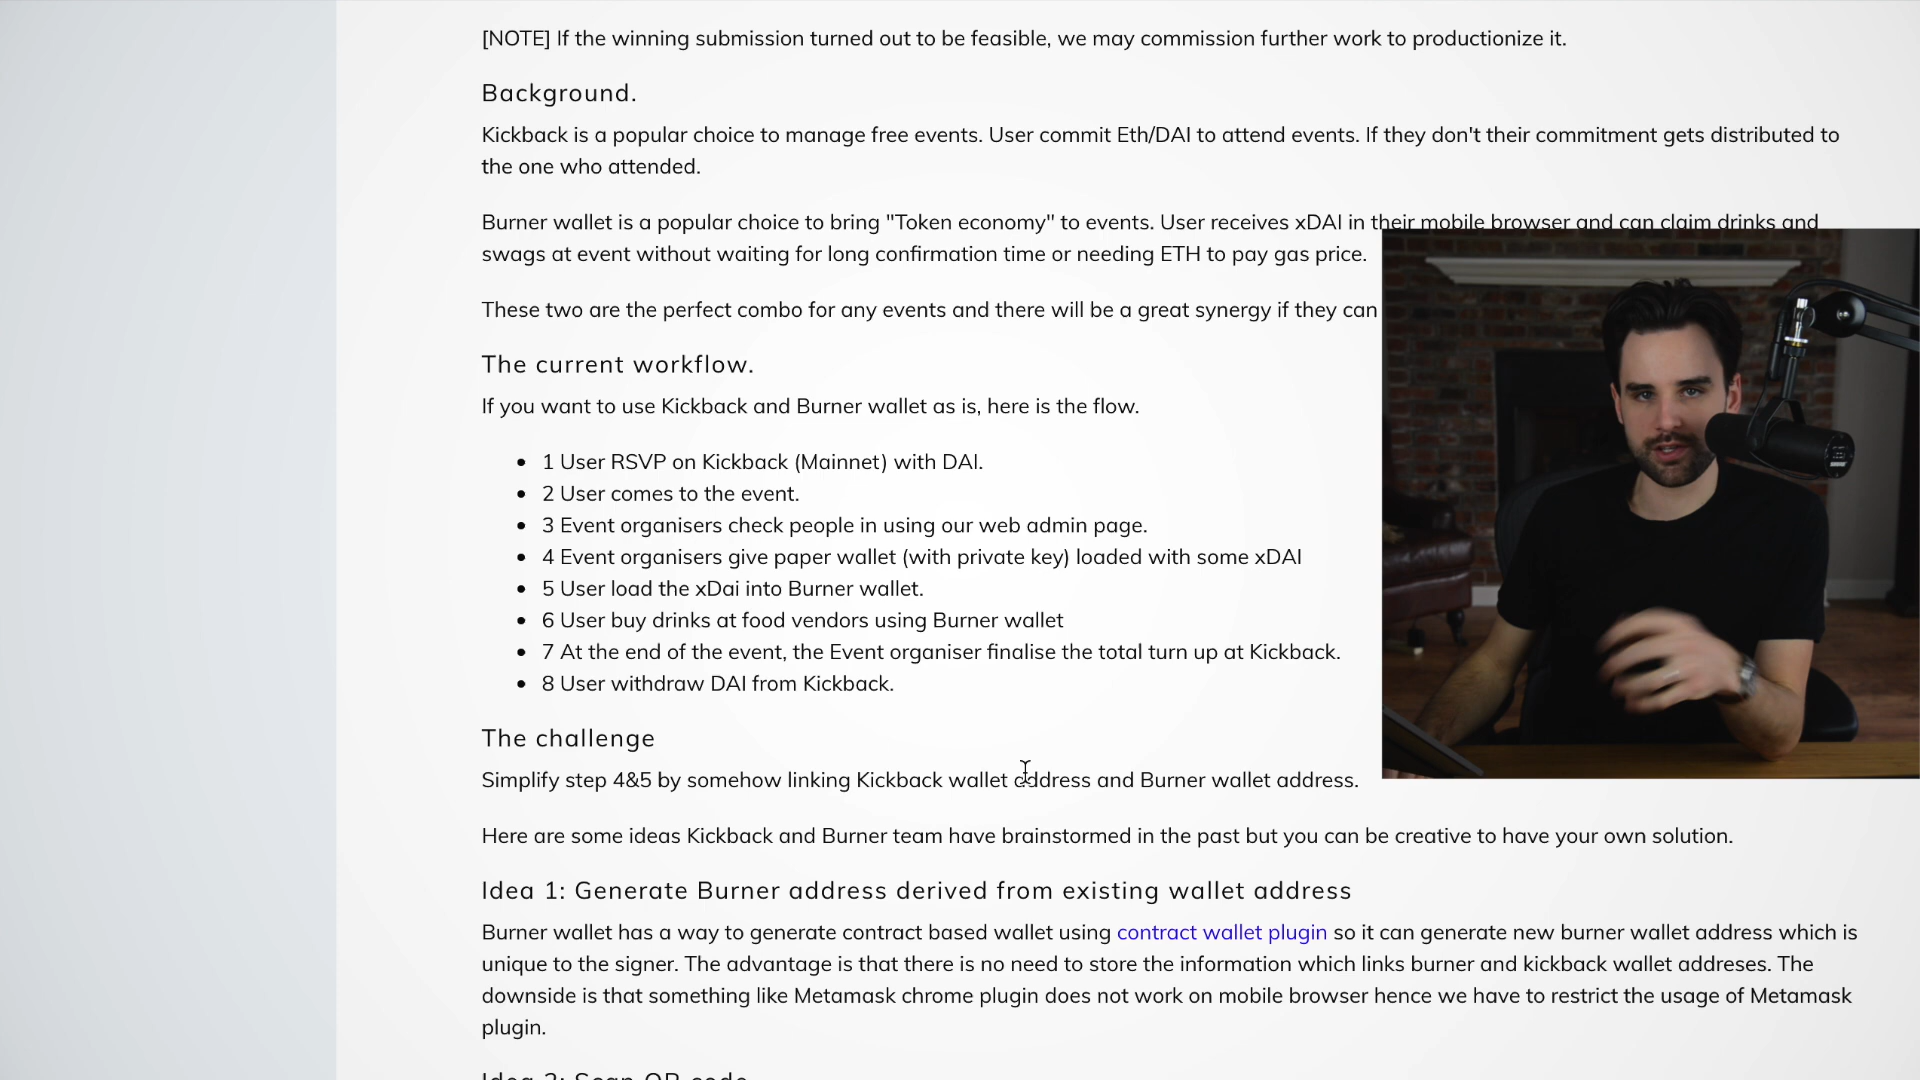 [NOTE] If the winning submission turned out to be feasible, we may commission further work to productionize it.
Background.
Kickback is a popular choice to manage free events. User commit Eth/DAI to attend events. If they don't their commitment gets distributed to
the one who attended.
Burner wallet is a popular choice to bring "Token economy" to events. User receives xDAI in their mobile browser and can claim drinks and
swags at event without waiting for long confirmation time or needing ETH to pay gas price.
These two are the perfect combo for any events and there will be a great synergy if they can
The current workflow.
If you want to use Kickback and Burner wallet as is, here is the flow.
• 1 User RSVP on Kickback (Mainnet) with DAI.
• 2 User comes to the event.
• 3 Event organisers check people in using our web admin page.
• 4 Event organisers give paper wallet (with private key) loaded with some xDAI
• 5 User load the xDai into Burner wallet.
• 6 User buy drinks at food vendors using Burner wallet
• 7 At the end of the event, the Event organiser finalise the total turn up at Kickback.
• 8 User withdraw DAI from Kickback.
The challenge
Simplify step 4&5 by somehow linking Kickback wallet address and Burner wallet address.
Here are some ideas Kickback and Burner team have brainstormed in the past but you can be creative to have your own solution.
Idea 1: Generate Burner address derived from existing wallet address
Burner wallet has a way to generate contract based wallet using contract wallet plugin so it can generate new burner wallet address which is
unique to the signer. The advantage is that there is no need to store the information which links burner and kickback wallet addreses. The
downside is that something like Metamask chrome plugin does not work on mobile browser hence we have to restrict the usage of Metamask
plugin.
Idea 2: Scan QR code